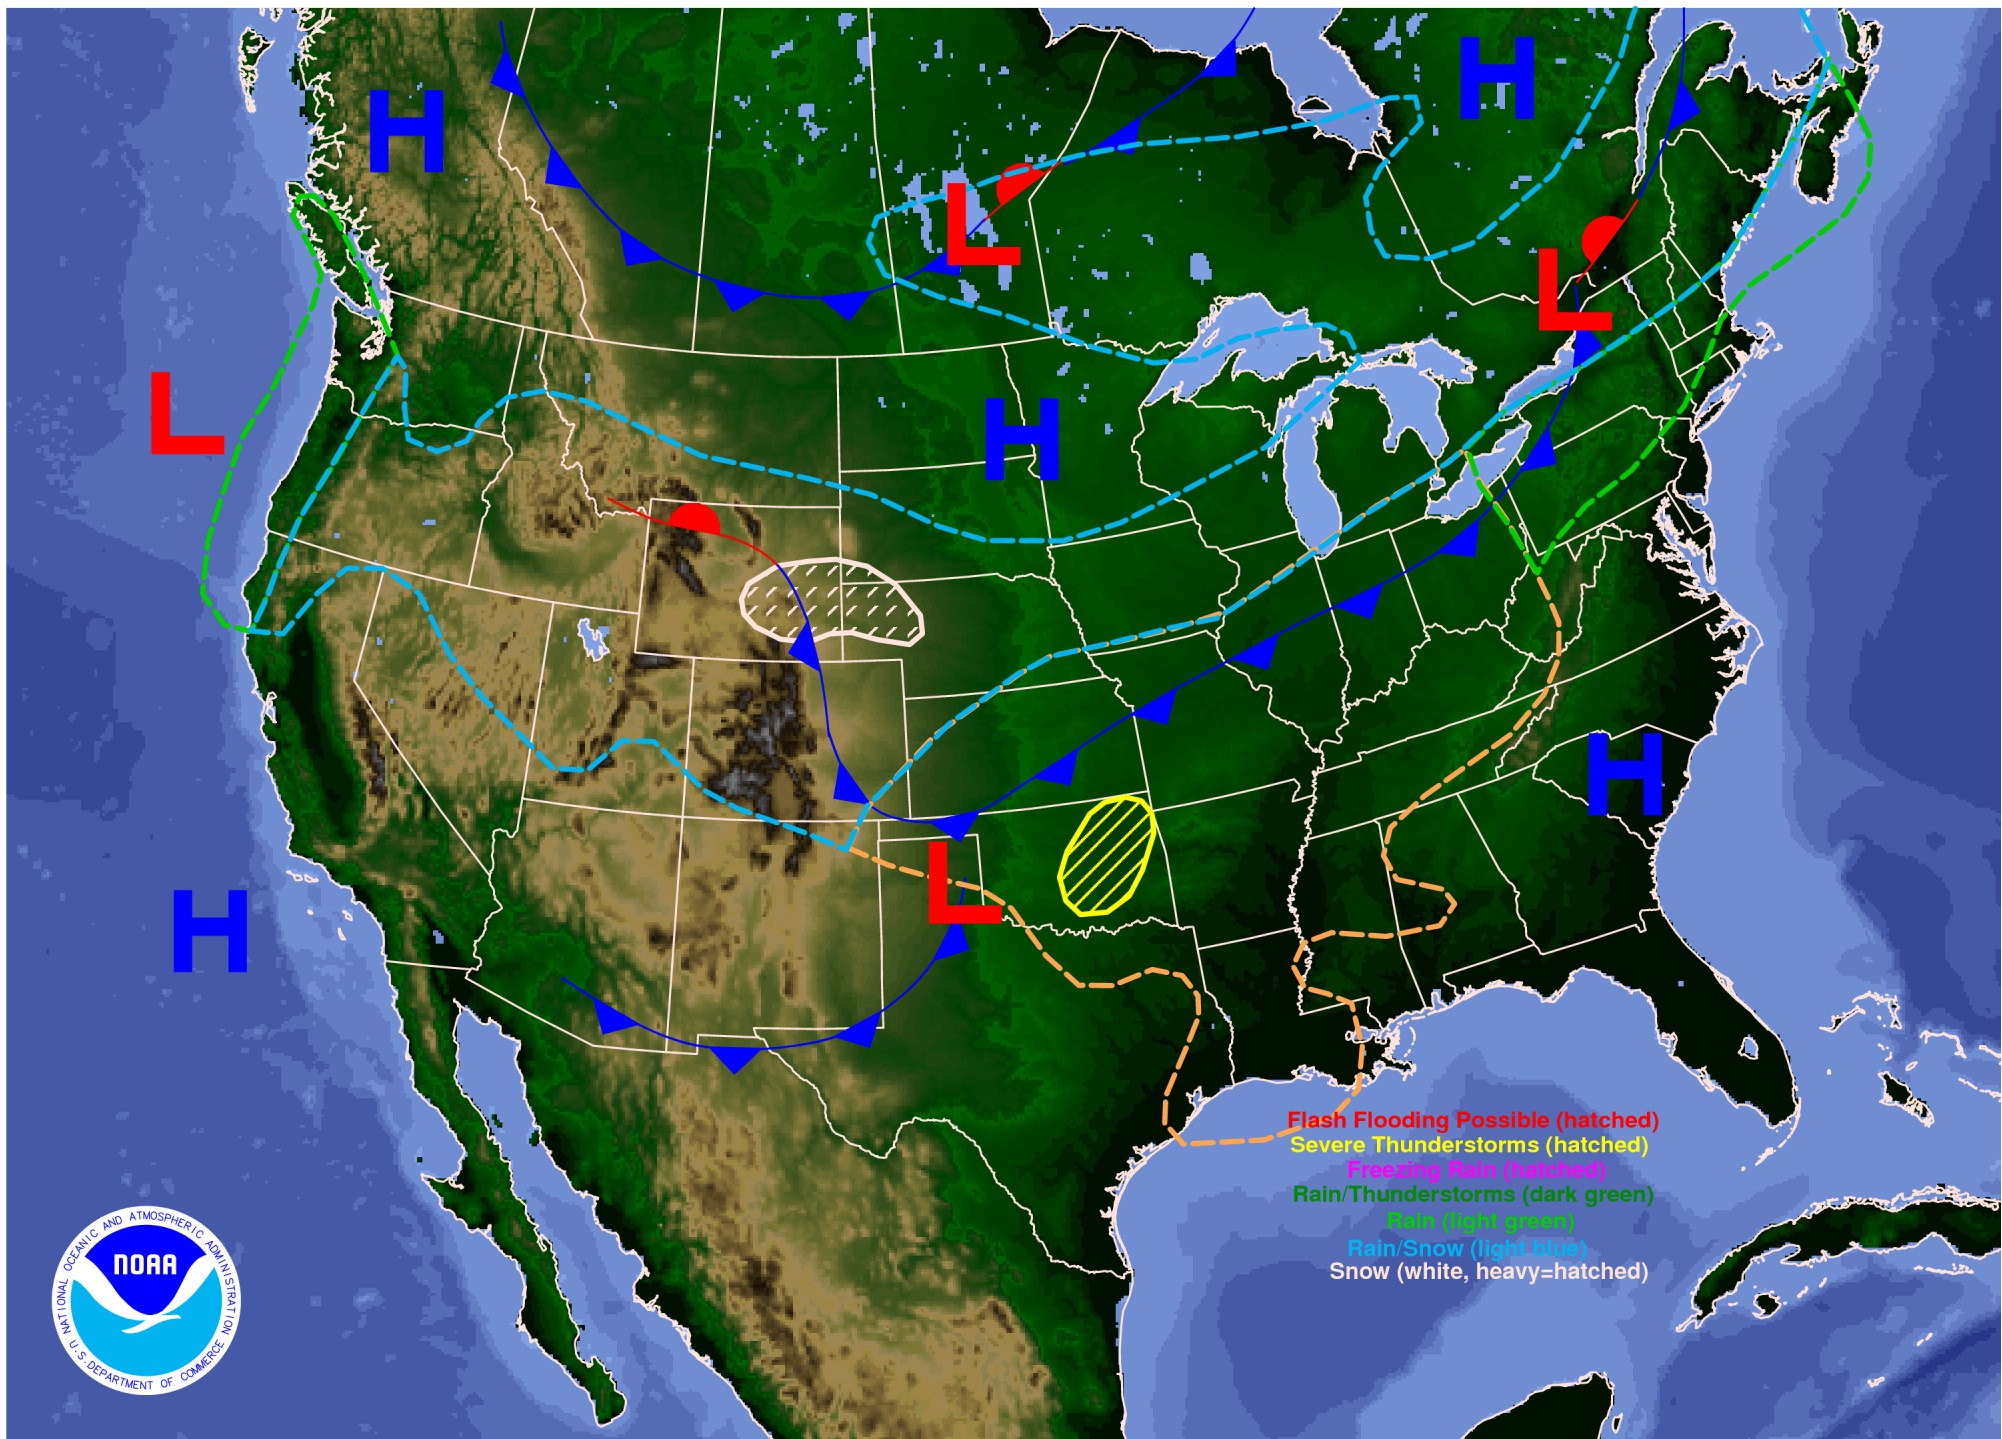 H
H
L
L
L
H
L
H
L
H
Flash Flooding Possible (hatched)
Severe Thunderstorms (hatched)
Freezing Rain (hatched)
Rain/Thunderstorms (dark green)
Rain (light green)
Rain/Snow (light blue)
Snow (white, heavy=hatched)
NATIONAL OCEANIC AND ATMOSPHERIC ADMINISTRATION
NOAA
U.S. DEPARTMENT OF COMMERCE